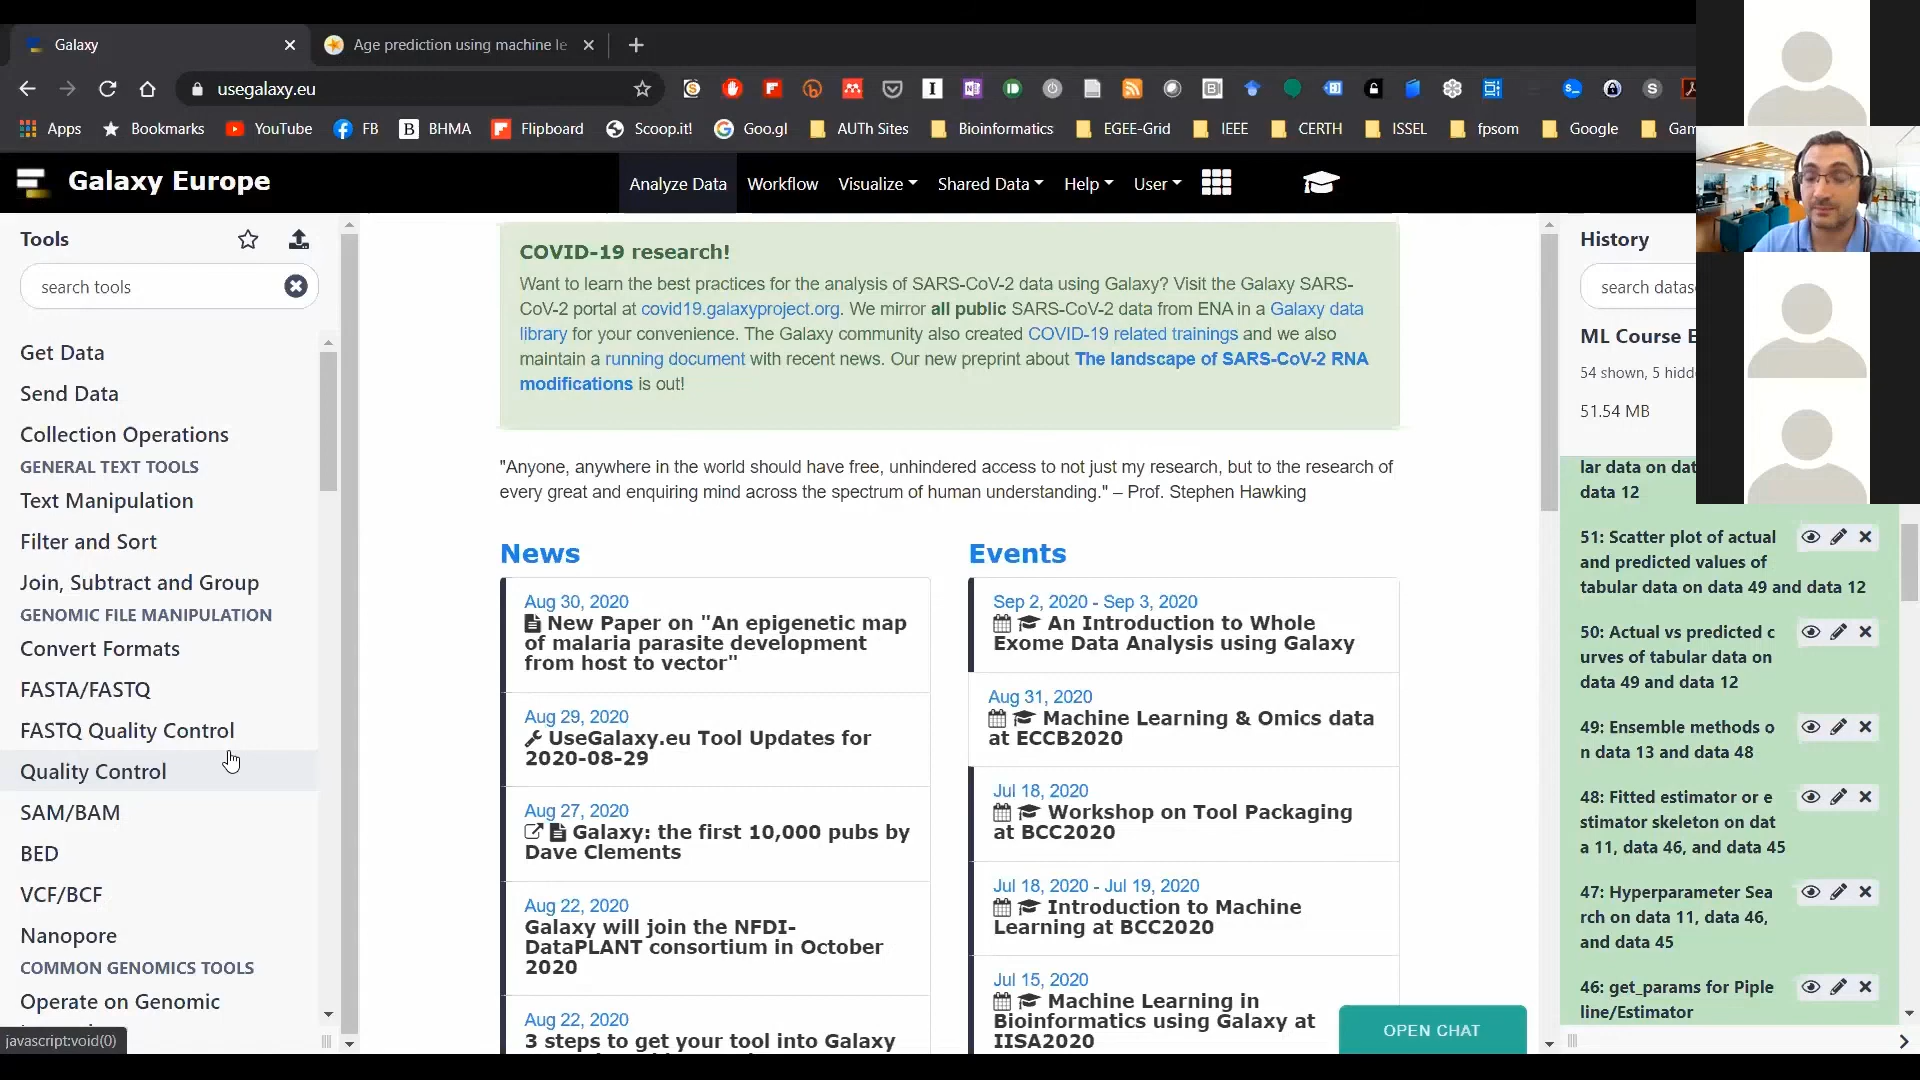 Galaxy
Age prediction using machine le
usegalaxy.eu
Apps
Bookmarks
YouTube
FB
BHMA
Flipboard
Scoop.it!
Goo.gl
AUTh Sites
Bioinformatics
EGEE-Grid
IEEE
CERTH
ISSEL
fpsom
Google
Gam
Galaxy Europe
Analyze Data
Workflow
Visualize
Shared Data
Help
User
Tools
search tools
Get Data
Send Data
Collection Operations
GENERAL TEXT TOOLS
Text Manipulation
Filter and Sort
Join, Subtract and Group
GENOMIC FILE MANIPULATION
Convert Formats
FASTA/FASTQ
FASTQ Quality Control
Quality Control
SAM/BAM
BED
VCF/BCF
Nanopore
COMMON GENOMICS TOOLS
Operate on Genomic
javascript:void(0)
COVID-19 research!
Want to learn the best practices for the analysis of SARS-CoV-2 data using Galaxy? Visit the Galaxy SARS-
CoV-2 portal at covid19.galaxyproject.org. We mirror all public SARS-CoV-2 data from ENA in a Galaxy data
library for your convenience. The Galaxy community also created COVID-19 related trainings and we also
maintain a running document with recent news. Our new preprint about The landscape of SARS-CoV-2 RNA
modifications is out!
"Anyone, anywhere in the world should have free, unhindered access to not just my research, but to the research of
every great and enquiring mind across the spectrum of human understanding." – Prof. Stephen Hawking
News
Aug 30, 2020
New Paper on "An epigenetic map
of malaria parasite development
from host to vector"
Aug 29, 2020
UseGalaxy.eu Tool Updates for
2020-08-29
Aug 27, 2020
Galaxy: the first 10,000 pubs by
Dave Clements
Aug 22, 2020
Galaxy will join the NFDI-
DataPLANT consortium in October
2020
Aug 22, 2020
3 steps to get your tool into Galaxy
Events
Sep 2, 2020 - Sep 3, 2020
An Introduction to Whole
Exome Data Analysis using Galaxy
Aug 31, 2020
Machine Learning & Omics data
at ECCB2020
Jul 18, 2020
Workshop on Tool Packaging
at BCC2020
Jul 18, 2020 - Jul 19, 2020
Introduction to Machine
Learning at BCC2020
Jul 15, 2020
Machine Learning in
Bioinformatics using Galaxy at
IISA2020
OPEN CHAT
History
search datas
ML Course E
54 shown, 5 hidd
51.54 MB
lar data on dat
data 12
51: Scatter plot of actual
and predicted values of
tabular data on data 49 and data 12
50: Actual vs predicted c
urves of tabular data on
data 49 and data 12
49: Ensemble methods o
n data 13 and data 48
48: Fitted estimator or e
stimator skeleton on dat
a 11, data 46, and data 45
47: Hyperparameter Sea
rch on data 11, data 46,
and data 45
46: get_params for Pipe
line/Estimator